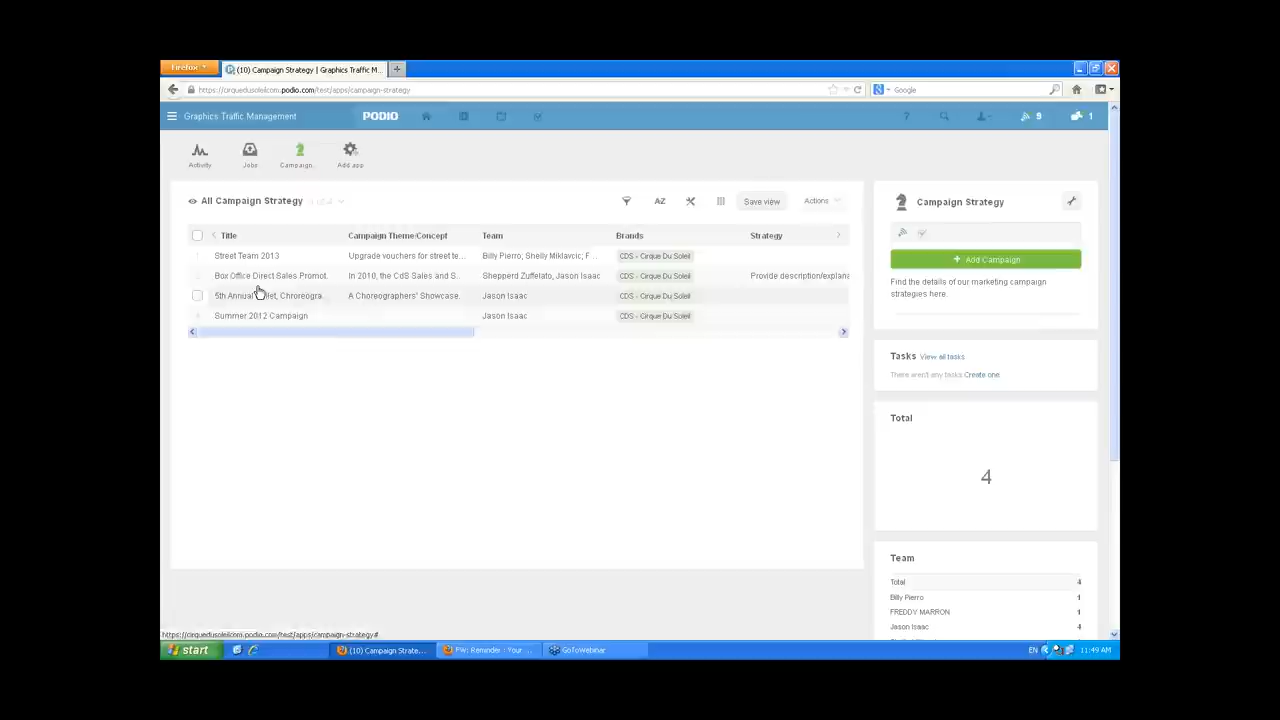 Firefox
(10) Campaign Strategy | Graphics Traffic M...
https://cirquedusoleilcom.podio.com/test/apps/campaign-strategy
Google
Graphics Traffic Management
PODIO
? 9 1
Activity Jobs Campaign... Add app
All Campaign Strategy 1 of 4
AZ Save view Actions
Title Campaign Theme/Concept Team Brands Strategy
Street Team 2013 Upgrade vouchers for street te... Billy Pierro, Shelly Miklavcic, F... CDS - Cirque Du Soleil
Box Office Direct Sales Promot. In 2010, the CdS Sales and S... Shepperd Zuffelato, Jason Isaac CDS - Cirque Du Soleil Provide description/explana
5th Annual let, Chroreogra... A Choreographers' Showcase. Jason Isaac CDS - Cirque Du Soleil
4 Summer 2012 Campaign Jason Isaac CDS - Cirque Du Soleil
Campaign Strategy
+ Add Campaign
Find the details of our marketing campaign
strategies here.
Tasks View all tasks
There aren't any tasks. Create one.
Total
4
Team
Total 4
Billy Pierro 1
FREDDY MARRON 1
Jason Isaac 4
https://cirquedusoleilcom.podio.com/test/apps/campaign-strategy#
start
(10) Campaign Strate...
FW: Reminder : Your ...
GoToWebinar
EN
11:49 AM